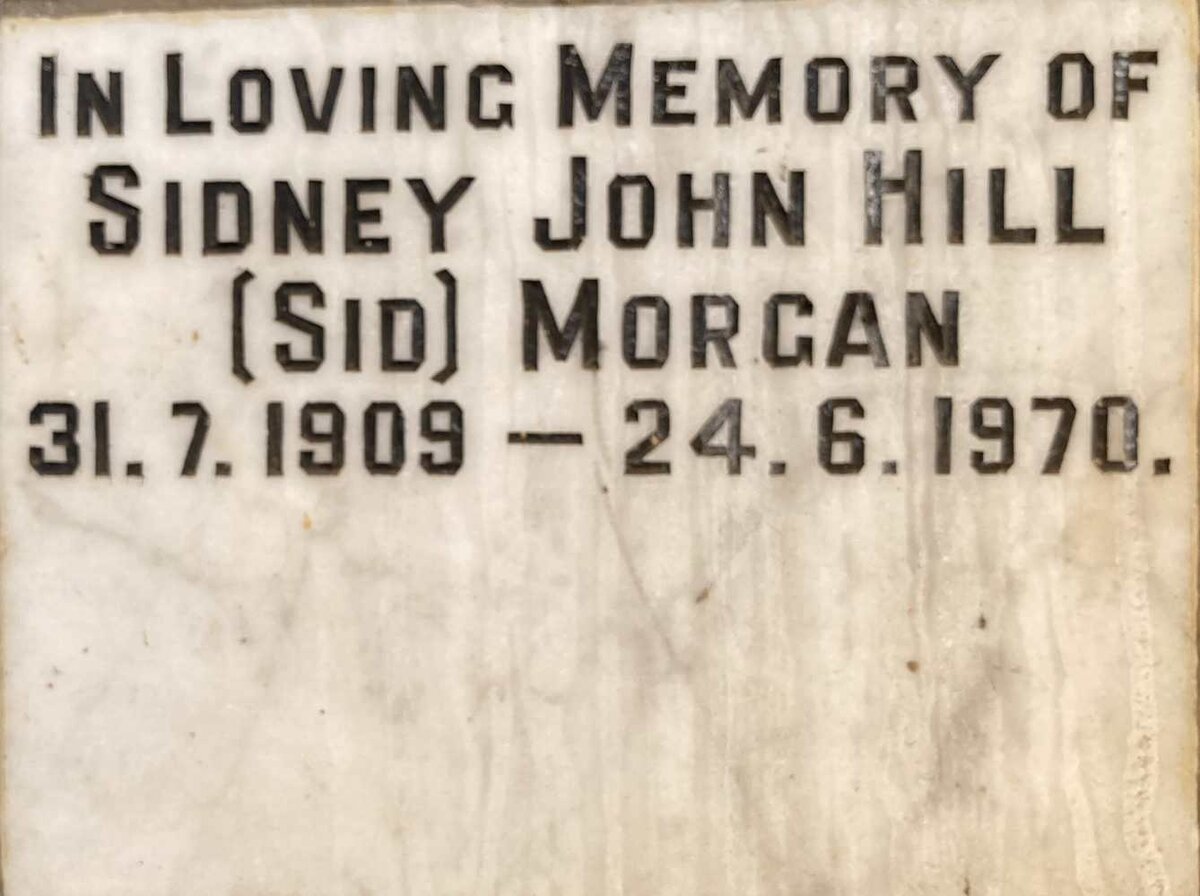 IN LOVING MEMORY OF
SIDNEY JOHN HILL
(SID) MORGAN
31.7.1909 — 24.6.1970.